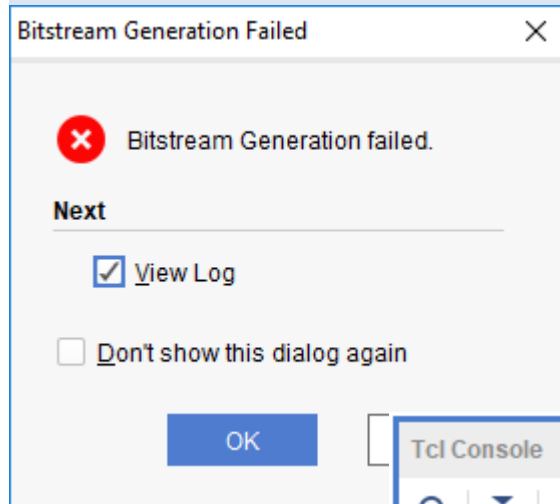 Bitstream Generation Failed
Bitstream Generation failed.
Next
View Log
Don't show this dialog again
OK
Tcl Console